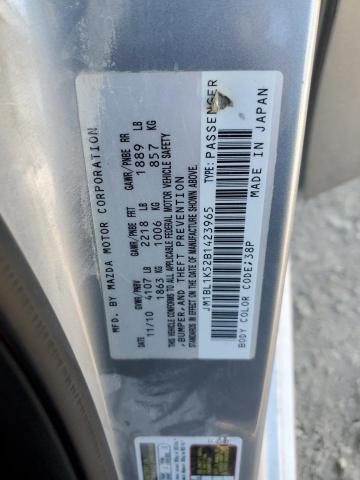 MFD. BY MAZDA MOTOR CORPORATION
GVWR/PNBV GAWR/PNBE FRT GAWR/PNBE RR
11/10 4107 LB 2218 LB 1889 LB
1863 KG 1006 KG 857 KG
THIS VEHICLE CONFORMS TO ALL APPLICABLE FEDERAL MOTOR VEHICLE SAFETY
, BUMPER, AND THEFT PREVENTION
STANDARDS IN EFFECT ON THE DATE OF MANUFACTURE SHOWN ABOVE.
JM1BL1K52B1423965 TYPE: PASSENGER
BODY COLOR CODE/38P MADE IN JAPAN